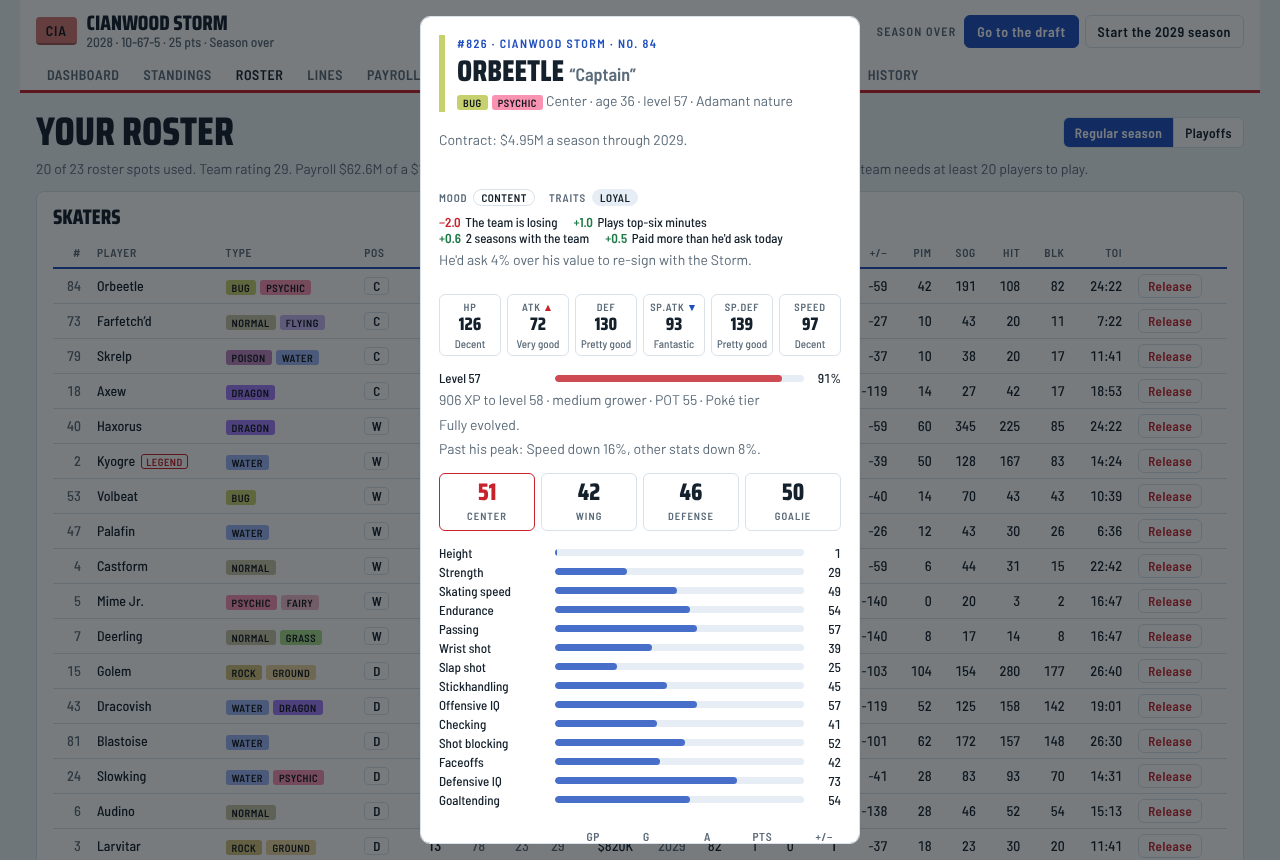 CIA CIANWOOD STORM
2028 · 10-67-5 · 25 pts · Season over
SEASON OVER Go to the draft Start the 2029 season
DASHBOARD STANDINGS ROSTER LINES PAYROLL HISTORY
YOUR ROSTER
Regular season Playoffs
20 of 23 roster spots used. Team rating 29. Payroll $62.6M of a team needs at least 20 players to play.
SKATERS
# PLAYER TYPE POS +/− PIM SOG HIT BLK TOI
84 Orbeetle BUG PSYCHIC C -59 42 191 108 82 24:22 Release
73 Farfetch'd NORMAL FLYING C -27 10 43 20 11 7:22 Release
79 Skrelp POISON WATER C -37 10 38 20 17 11:41 Release
18 Axew DRAGON C -119 14 27 42 17 18:53 Release
40 Haxorus DRAGON C -59 60 345 225 85 24:22 Release
2 Kyogre LEGEND WATER W -39 50 128 167 83 14:24 Release
53 Volbeat BUG W -40 14 70 43 43 10:39 Release
47 Palafin WATER W -26 12 43 30 26 6:36 Release
4 Castform NORMAL W -59 6 44 31 15 22:42 Release
5 Mime Jr. PSYCHIC FAIRY W -140 0 20 3 2 16:47 Release
7 Deerling NORMAL GRASS W -140 8 17 14 8 16:47 Release
15 Golem ROCK GROUND D -103 104 154 280 177 26:40 Release
43 Dracovish WATER DRAGON D -119 52 125 158 142 19:01 Release
81 Blastoise WATER D -101 62 172 157 148 26:30 Release
24 Slowking WATER PSYCHIC D -41 28 83 93 70 14:31 Release
6 Audino NORMAL D -138 28 46 52 54 15:13 Release
3 Larvitar ROCK GROUND D -37 18 23 30 20 11:41 Release
#826 · CIANWOOD STORM · NO. 84
ORBEETLE “Captain”
BUG PSYCHIC Center · age 36 · level 57 · Adamant nature
Contract: $4.95M a season through 2029.
MOOD CONTENT TRAITS LOYAL
−2.0 The team is losing +1.0 Plays top-six minutes
+0.6 2 seasons with the team +0.5 Paid more than he'd ask today
He'd ask 4% over his value to re-sign with the Storm.
HP ATK ▲ DEF SP.ATK ▼ SP.DEF SPEED
126 72 130 93 139 97
Decent Very good Pretty good Fantastic Pretty good Decent
Level 57 91%
906 XP to level 58 · medium grower · POT 55 · Poké tier
Fully evolved.
Past his peak: Speed down 16%, other stats down 8%.
51 42 46 50
CENTER WING DEFENSE GOALIE
Height 1
Strength 29
Skating speed 49
Endurance 54
Passing 57
Wrist shot 39
Slap shot 25
Stickhandling 45
Offensive IQ 57
Checking 41
Shot blocking 52
Faceoffs 42
Defensive IQ 73
Goaltending 54
GP G A PTS +/−